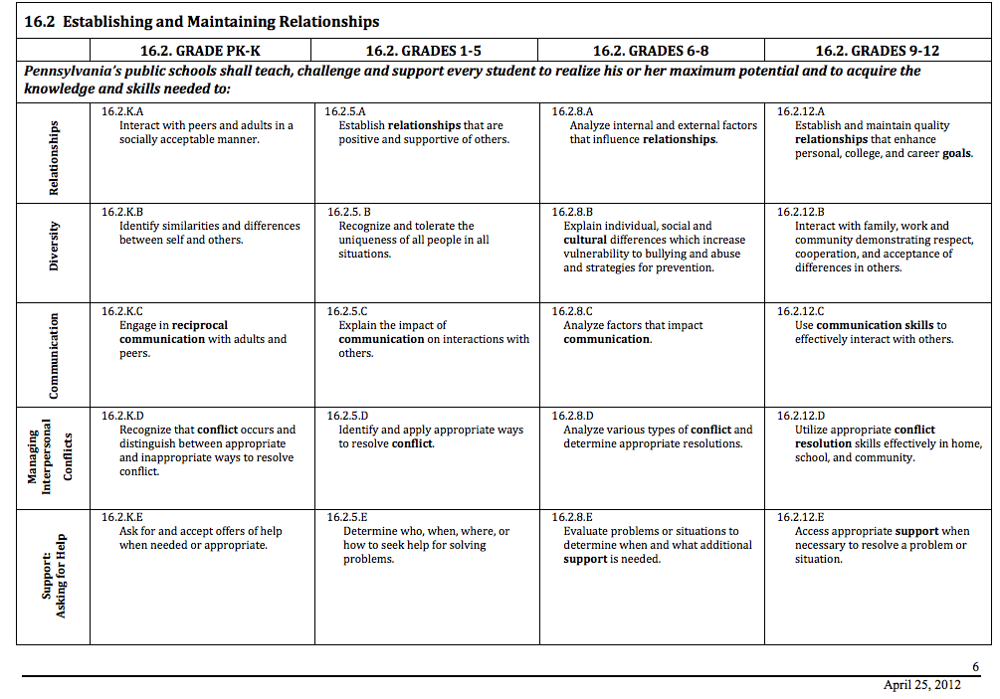 16.2 Establishing and Maintaining Relationships
16.2. GRADE PK-K
16.2. GRADES 1-5
16.2. GRADES 6-8
16.2. GRADES 9-12
Pennsylvania's public schools shall teach, challenge and support every student to realize his or her maximum potential and to acquire the
knowledge and skills needed to:
Relationships
16.2.K.A
Interact with peers and adults in a
socially acceptable manner.
16.2.5.A
Establish relationships that are
positive and supportive of others.
16.2.8.A
Analyze internal and external factors
that influence relationships.
16.2.12.A
Establish and maintain quality
relationships that enhance
personal, college, and career goals.
Diversity
16.2.K.B
Identify similarities and differences
between self and others.
16.2.5. B
Recognize and tolerate the
uniqueness of all people in all
situations.
16.2.8.B
Explain individual, social and
cultural differences which increase
vulnerability to bullying and abuse
and strategies for prevention.
16.2.12.B
Interact with family, work and
community demonstrating respect,
cooperation, and acceptance of
differences in others.
Communication
16.2.K.C
Engage in reciprocal
communication with adults and
peers.
16.2.5.C
Explain the impact of
communication on interactions with
others.
16.2.8.C
Analyze factors that impact
communication.
16.2.12.C
Use communication skills to
effectively interact with others.
Managing
Interpersonal
Conflicts
16.2.K.D
Recognize that conflict occurs and
distinguish between appropriate
and inappropriate ways to resolve
conflict.
16.2.5.D
Identify and apply appropriate ways
to resolve conflict.
16.2.8.D
Analyze various types of conflict and
determine appropriate resolutions.
16.2.12.D
Utilize appropriate conflict
resolution skills effectively in home,
school, and community.
Support:
Asking for Help
16.2.K.E
Ask for and accept offers of help
when needed or appropriate.
16.2.5.E
Determine who, when, where, or
how to seek help for solving
problems.
16.2.8.E
Evaluate problems or situations to
determine when and what additional
support is needed.
16.2.12.E
Access appropriate support when
necessary to resolve a problem or
situation.
6
April 25, 2012